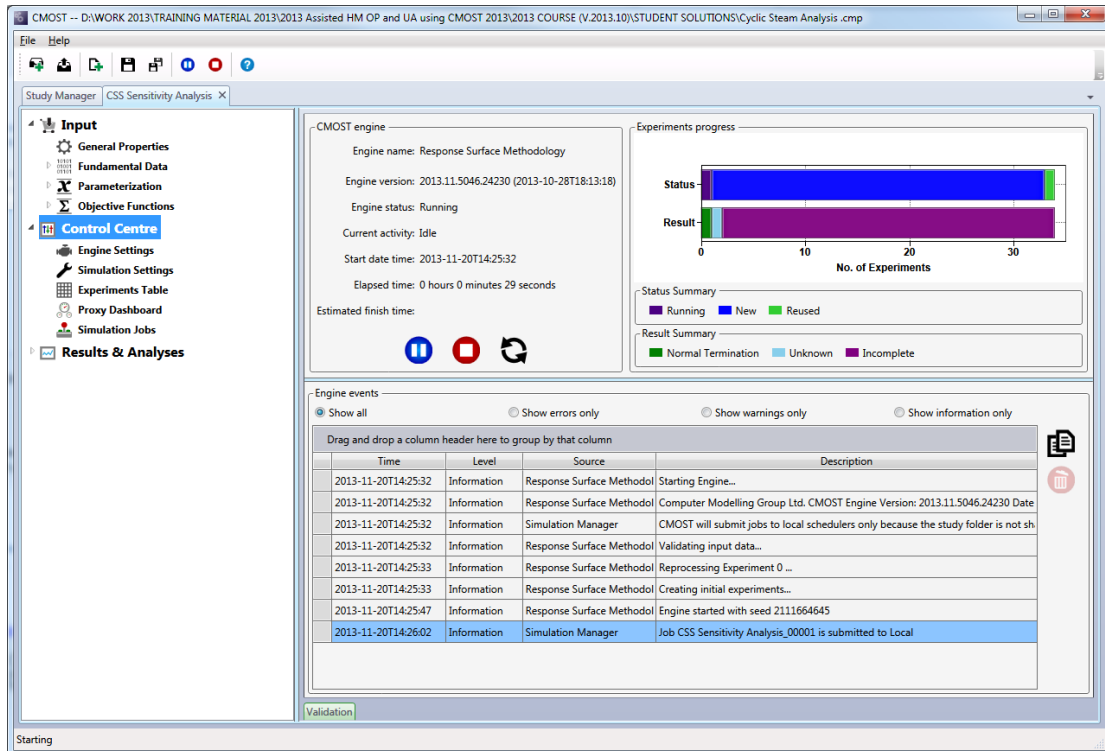 CMOST -- D:\WORK 2013\TRAINING MATERIAL 2013\2013 Assisted HM OP and UA using CMOST 2013\2013 COURSE (V.2013.10)\STUDENT SOLUTIONS\Cyclic Steam Analysis .cmp
File Help
Study Manager CSS Sensitivity Analysis X
Input
General Properties
Fundamental Data
Parameterization
Objective Functions
Control Centre
Engine Settings
Simulation Settings
Experiments Table
Proxy Dashboard
Simulation Jobs
Results & Analyses
CMOST engine
Engine name: Response Surface Methodology
Engine version: 2013.11.5046.24230 (2013-10-28T18:13:18)
Engine status: Running
Current activity: Idle
Start date time: 2013-11-20T14:25:32
Elapsed time: 0 hours 0 minutes 29 seconds
Estimated finish time:
Experiments progress
Status
Result
0 10 20 30
No. of Experiments
Status Summary
Running New Reused
Result Summary
Normal Termination Unknown Incomplete
Engine events
Show all Show errors only Show warnings only Show information only
Drag and drop a column header here to group by that column
Time Level Source Description
2013-11-20T14:25:32 Information Response Surface Methodol Starting Engine...
2013-11-20T14:25:32 Information Response Surface Methodol Computer Modelling Group Ltd. CMOST Engine Version: 2013.11.5046.24230 Date
2013-11-20T14:25:32 Information Simulation Manager CMOST will submit jobs to local schedulers only because the study folder is not sh
2013-11-20T14:25:32 Information Response Surface Methodol Validating input data...
2013-11-20T14:25:33 Information Response Surface Methodol Reprocessing Experiment 0 ...
2013-11-20T14:25:33 Information Response Surface Methodol Creating initial experiments...
2013-11-20T14:25:47 Information Response Surface Methodol Engine started with seed 2111664645
2013-11-20T14:26:02 Information Simulation Manager Job CSS Sensitivity Analysis_00001 is submitted to Local
Validation
Starting